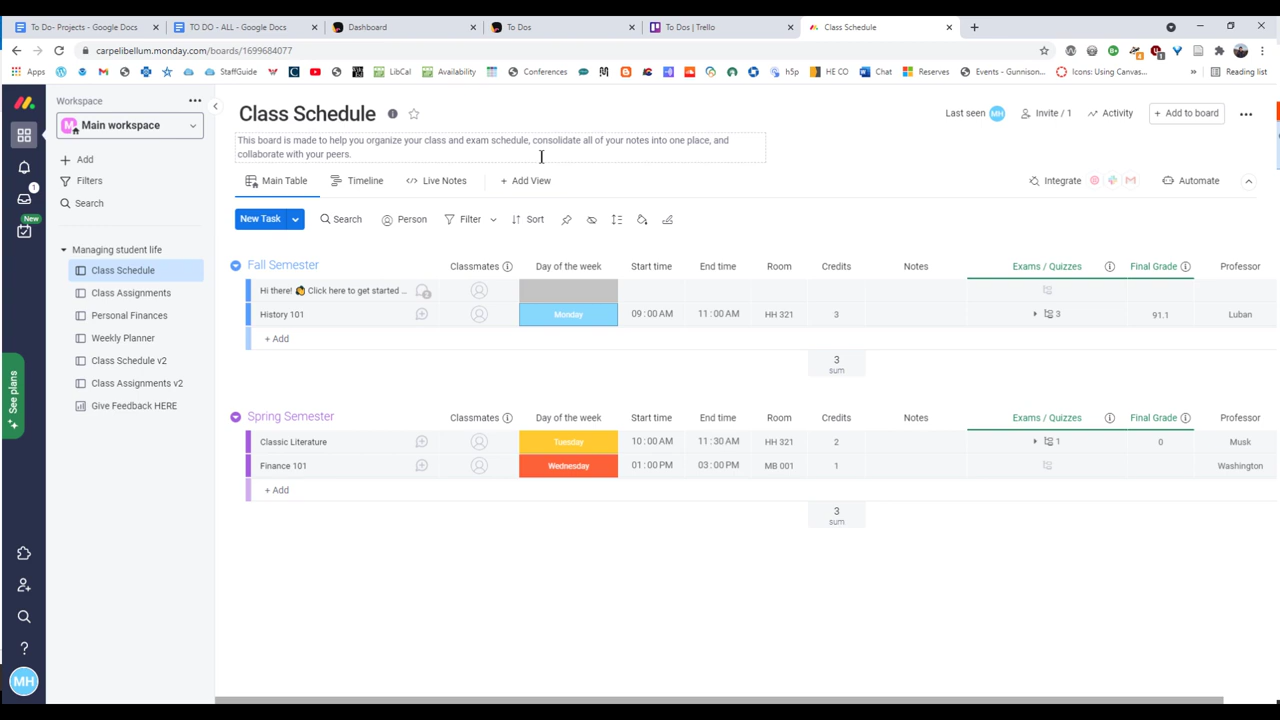 To Do- Projects - Google Docs
TO DO - ALL - Google Docs
Dashboard
To Dos
To Dos | Trello
Class Schedule
carpelibellum.monday.com/boards/1699684077
Apps
StaffGuide
LibCal
Availability
Conferences
h5p
HE CO
Chat
Reserves
Events - Gunnison...
Icons: Using Canvas...
»
Reading list
Workspace
M Main workspace
+ Add
Filters
Search
Managing student life
Class Schedule
Class Assignments
Personal Finances
Weekly Planner
Class Schedule v2
Class Assignments v2
Give Feedback HERE
1
New
See plans
?
MH
Class Schedule
Last seen MH
Invite / 1
Activity
+ Add to board
This board is made to help you organize your class and exam schedule, consolidate all of your notes into one place, and
collaborate with your peers.
Main Table
Timeline
Live Notes
+ Add View
Integrate
Automate
New Task
Search
Person
Filter
Sort
Fall Semester Classmates Day of the week Start time End time Room Credits Notes Exams / Quizzes Final Grade Professor
Hi there! 👋 Click here to get started ... 2
History 101 Monday 09 : 00 AM 11 : 00 AM HH 321 3 3 91.1 Luban
+ Add
3
sum
Spring Semester Classmates Day of the week Start time End time Room Credits Notes Exams / Quizzes Final Grade Professor
Classic Literature Tuesday 10 : 00 AM 11 : 30 AM HH 321 2 1 0 Musk
Finance 101 Wednesday 01 : 00 PM 03 : 00 PM MB 001 1 Washington
+ Add
3
sum